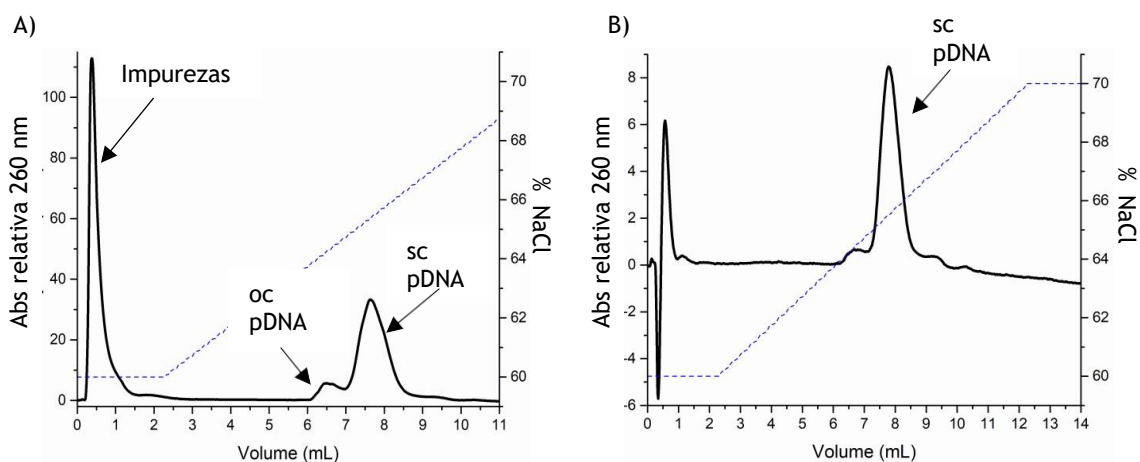 A)
Impurezas
oc
pDNA
sc
pDNA
Abs relativa 260 nm
100
80
60
40
20
0
0 1 2 3 4 5 6 7 8 9 10 11
Volume (mL)
70
68
66
64
62
60
% NaCl
B)
sc
pDNA
Abs relativa 260 nm
8
6
4
2
0
-2
-4
-6
0 1 2 3 4 5 6 7 8 9 10 11 12 13 14
Volume (mL)
70
68
66
64
62
60
% NaCl